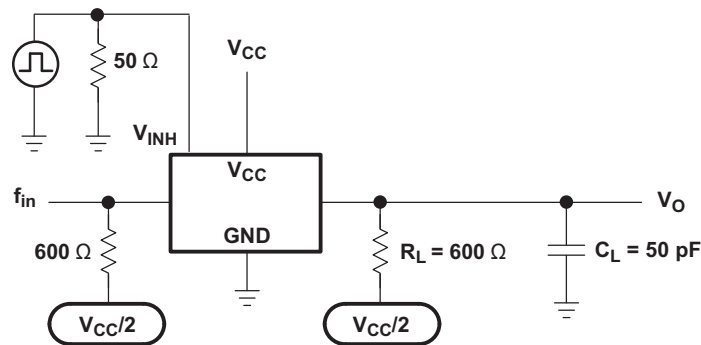 50 Ω
VCC
VINH
VCC
fin
VO
GND
600 Ω
RL = 600 Ω
CL = 50 pF
VCC/2
VCC/2